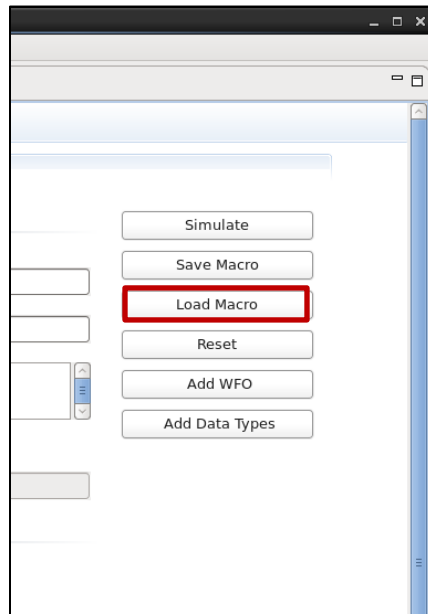 Simulate
Save Macro
Load Macro
Reset
Add WFO
Add Data Types